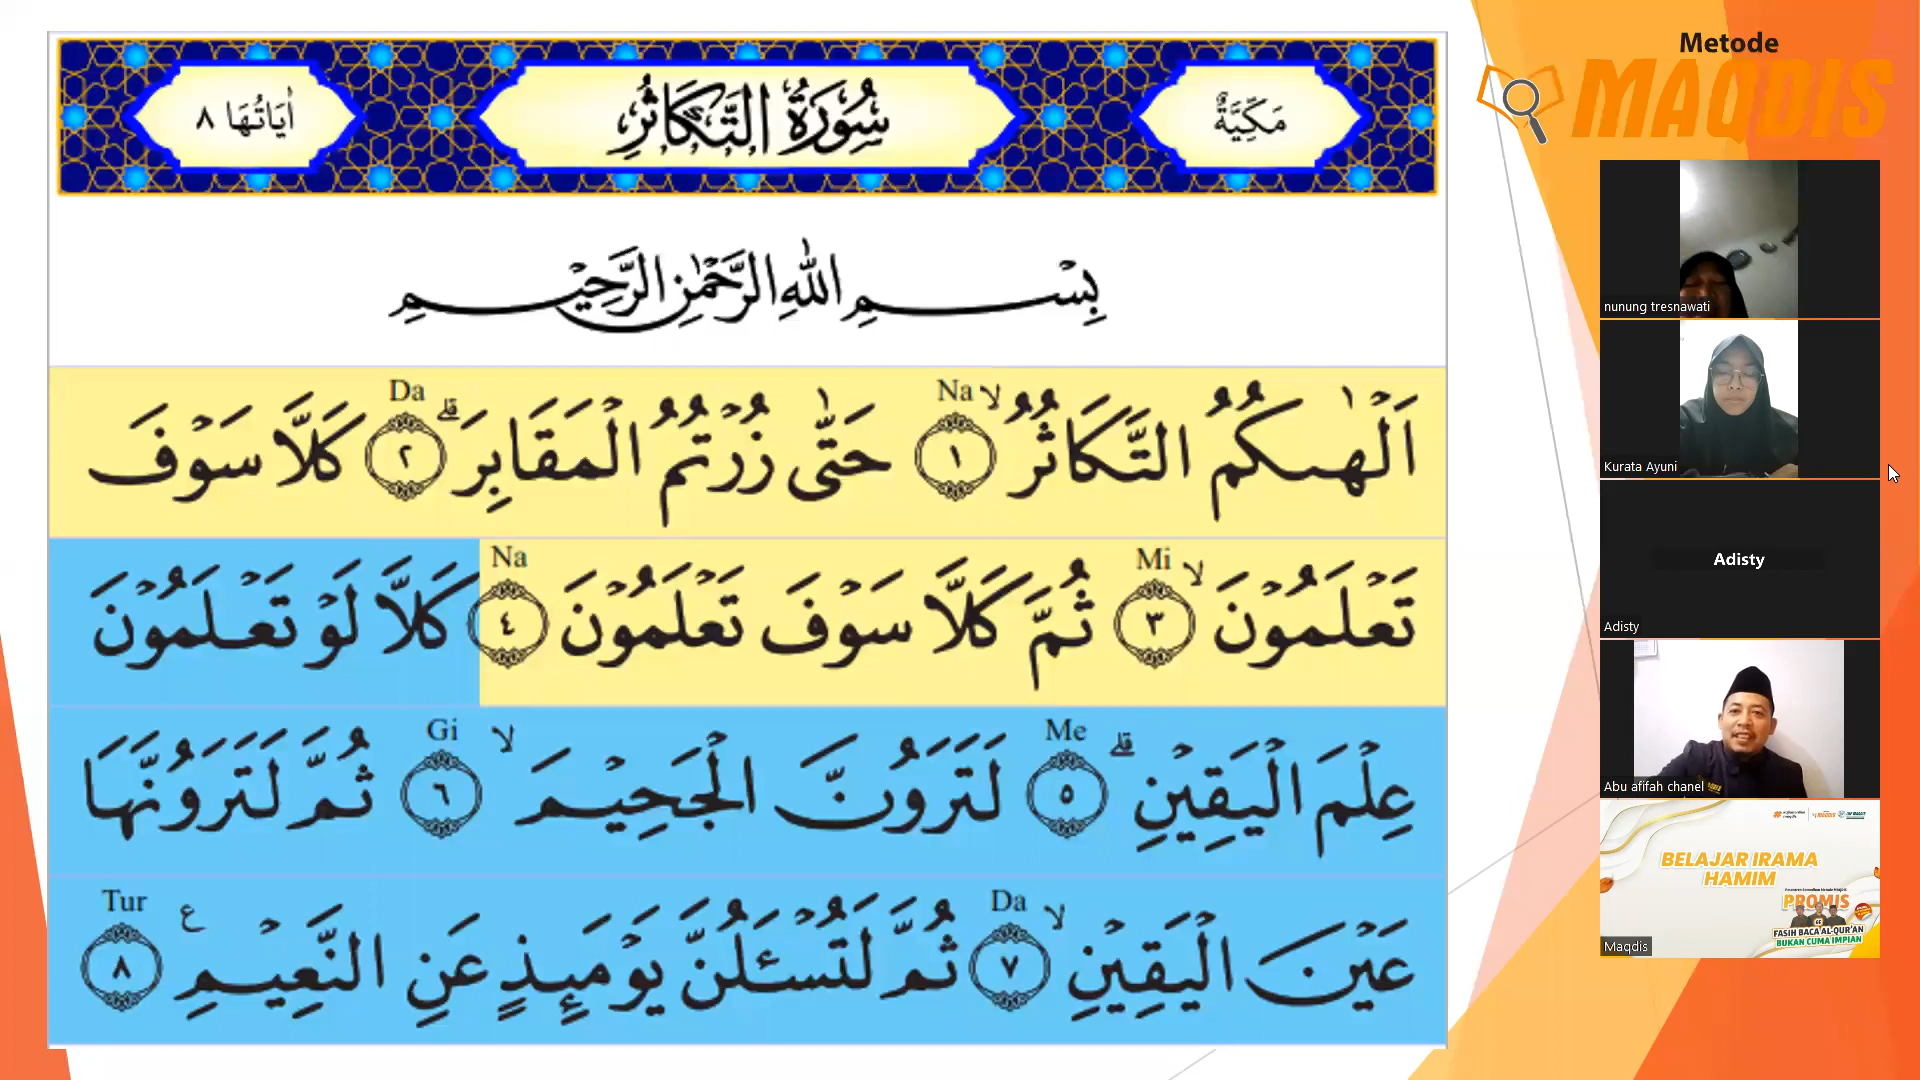 Metode
MAQDIS
مَكِّيَّةٌ
سُوْرَةُ التَّكَاثُرِ
أٰيَاتُهَا ٨
بِسْمِ اللّٰهِ الرَّحْمٰنِ الرَّحِيْمِ
Na Da
اَلْهٰىكُمُ التَّكَاثُرُۙ ١ حَتّٰى زُرْتُمُ الْمَقَابِرَۗ ٢ كَلَّا سَوْفَ
Mi Na
تَعْلَمُوْنَۙ ٣ ثُمَّ كَلَّا سَوْفَ تَعْلَمُوْنَ ٤ كَلَّا لَوْ تَعْلَمُوْنَ
Me Gi
عِلْمَ الْيَقِيْنِۗ ٥ لَتَرَوُنَّ الْجَحِيْمَۙ ٦ ثُمَّ لَتَرَوُنَّهَا
Da Tur
عَيْنَ الْيَقِيْنِۙ ٧ ثُمَّ لَتُسْـَٔلُنَّ يَوْمَىِٕذٍ عَنِ النَّعِيْمِ ࣖ ٨
nunung tresnawati
Kurata Ayuni
Adisty
Adisty
Abu afifah chanel
BELAJAR IRAMA
HAMIM
PROMIS
FASIH BACA AL-QUR'AN
BUKAN CUMA IMPIAN
Maqdis